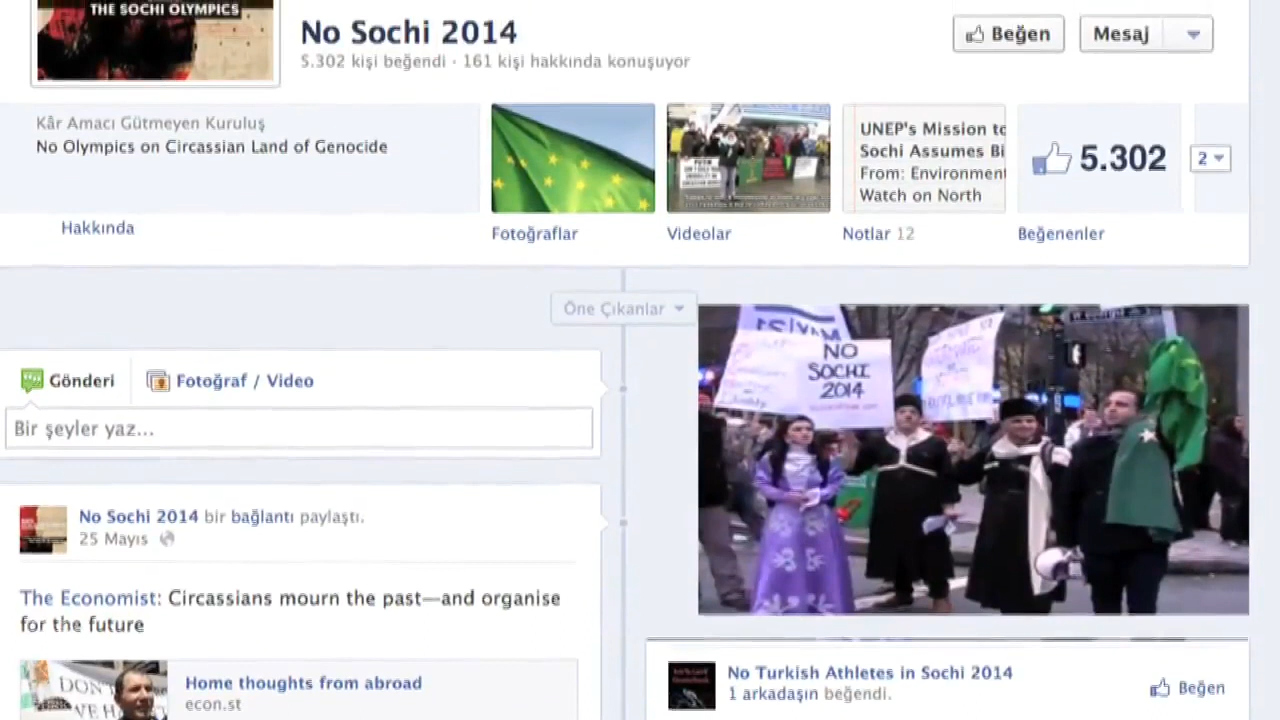 THE SOCHI OLYMPICS
No Sochi 2014
5.302 kişi beğendi · 161 kişi hakkında konuşuyor
Beğen
Mesaj
Kâr Amacı Gütmeyen Kuruluş
No Olympics on Circassian Land of Genocide
UNEP's Mission to
Sochi Assumes Bi
From: Environment
Watch on North
5.302
2
Hakkında
Fotoğraflar
Videolar
Notlar 12
Beğenenler
Öne Çıkanlar
NO
SOCHI
2014
Gönderi
Fotoğraf / Video
Bir şeyler yaz...
No Sochi 2014 bir bağlantı paylaştı.
25 Mayıs
The Economist: Circassians mourn the past—and organise
for the future
DON'
Home thoughts from abroad
econ.st
No Turkish Athletes in Sochi 2014
1 arkadaşın beğendi.
Beğen